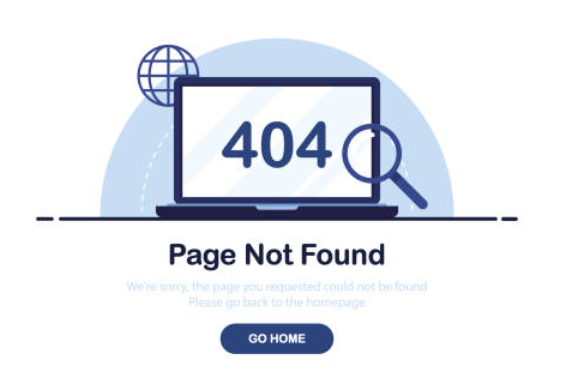 404
Page Not Found
We're sorry, the page you requested could not be found
Please go back to the homepage
GO HOME